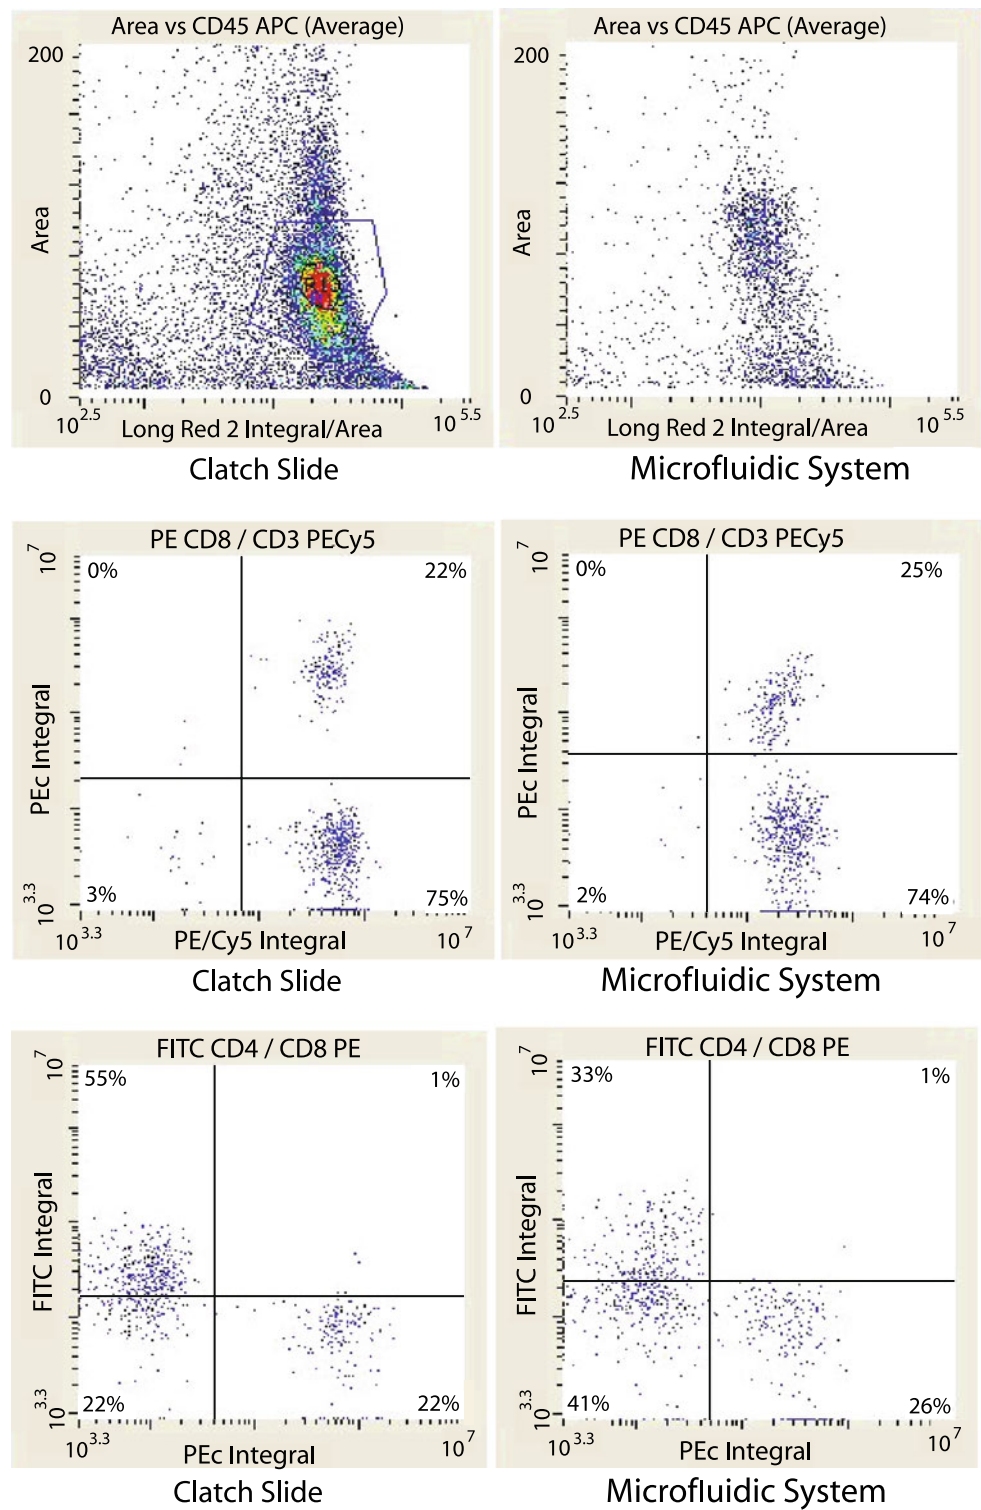 Area vs CD45 APC (Average)
200
Area
0
10 2.5
Long Red 2 Integral/Area
10 5.5
Clatch Slide
Area vs CD45 APC (Average)
200
Area
0
10 2.5
Long Red 2 Integral/Area
10 5.5
Microfluidic System
PE CD8 / CD3 PECy5
10 7
0%
22%
PEc Integral
3%
75%
10 3.3
10 3.3
PE/Cy5 Integral
10 7
Clatch Slide
PE CD8 / CD3 PECy5
10 7
0%
25%
PEc Integral
2%
74%
10 3.3
10 3.3
PE/Cy5 Integral
10 7
Microfluidic System
FITC CD4 / CD8 PE
10 7
55%
1%
FITC Integral
22%
22%
10 3.3
10 3.3
PEc Integral
10 7
Clatch Slide
FITC CD4 / CD8 PE
10 7
33%
1%
FITC Integral
41%
26%
10 3.3
10 3.3
PEc Integral
10 7
Microfluidic System